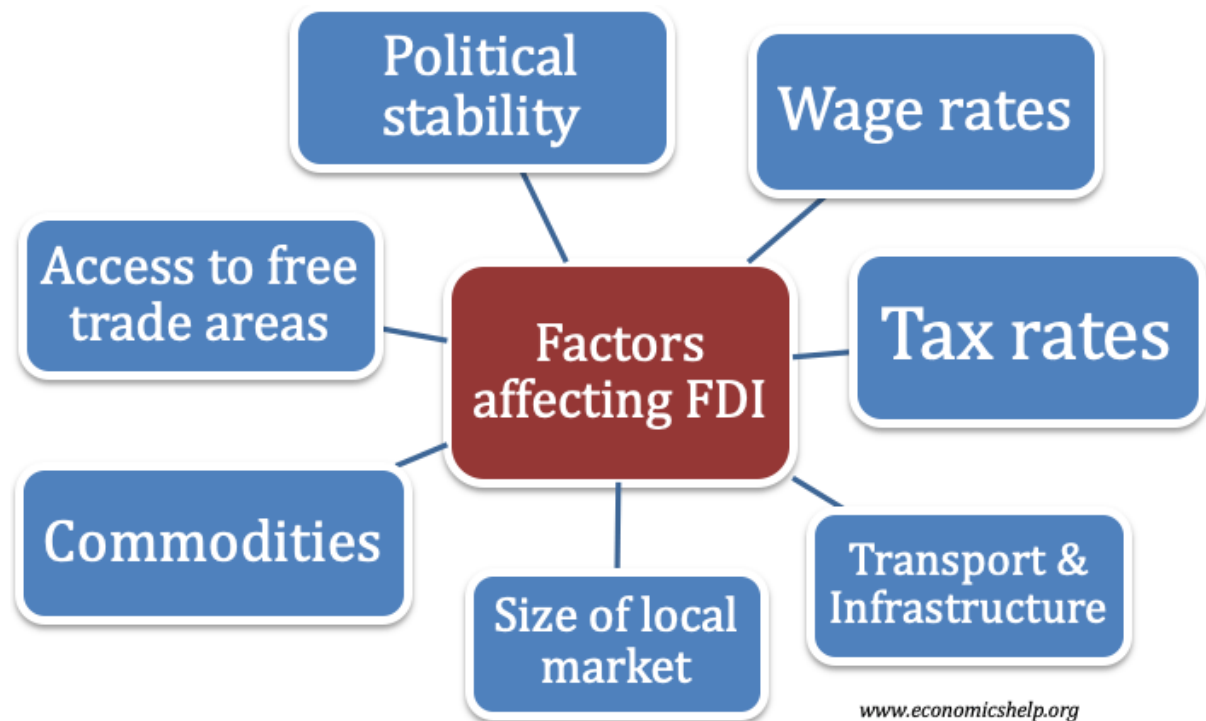 Political
stability
Wage rates
Access to free
trade areas
Factors
affecting FDI
Tax rates
Commodities
Size of local
market
Transport &
Infrastructure
www.economicshelp.org